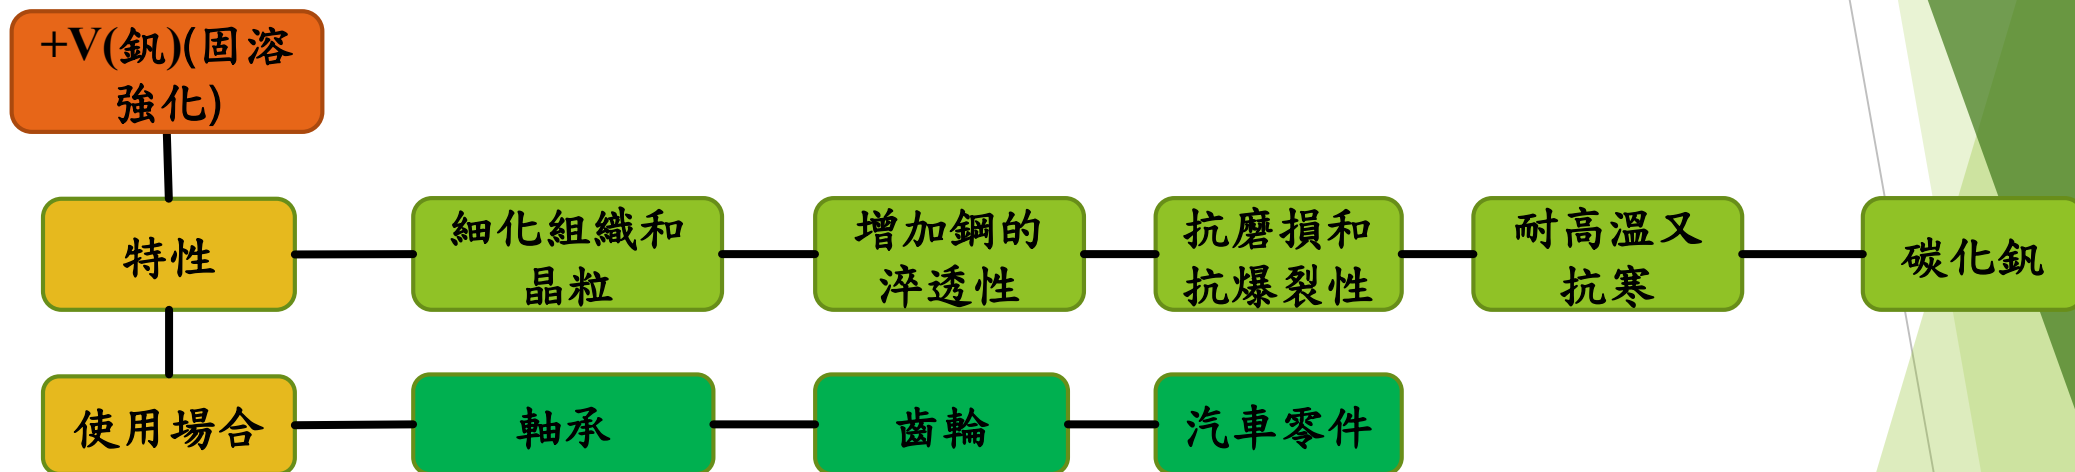 +V(釩)(固溶
強化)
特性
細化組織和
晶粒
增加鋼的
淬透性
抗磨損和
抗爆裂性
耐高溫又
抗寒
碳化釩
使用場合
軸承
齒輪
汽車零件